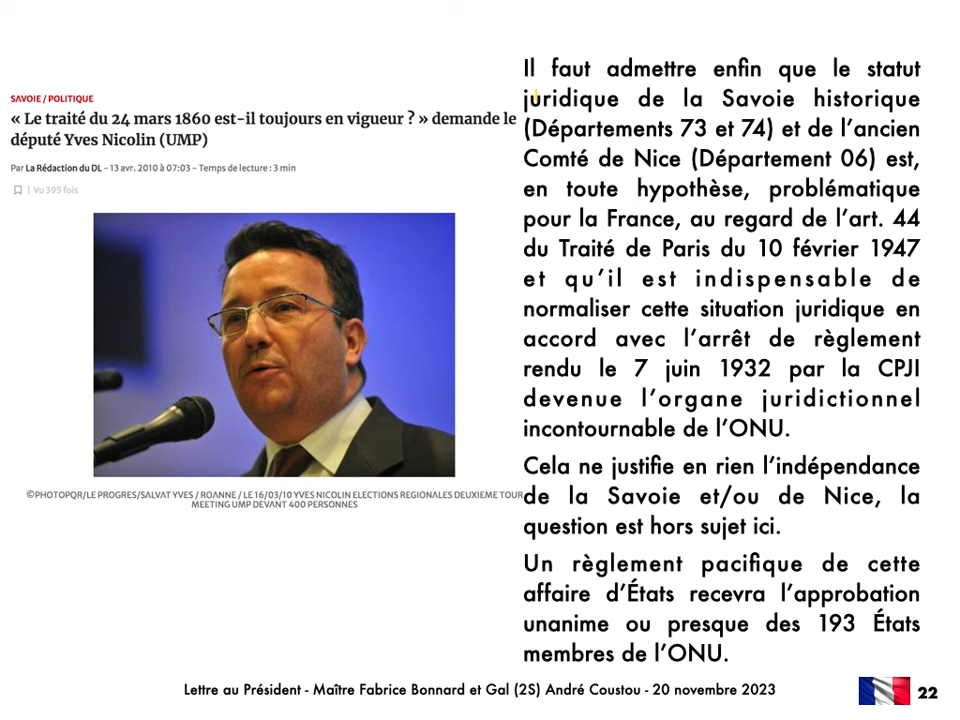 SAVOIE / POLITIQUE
« Le traité du 24 mars 1860 est-il toujours en vigueur ? » demande le
député Yves Nicolin (UMP)
Par La Rédaction du DL - 13 avr. 2010 à 07:03 - Temps de lecture : 3 min
| Vu 395 fois
©PHOTOPQR/LE PROGRES/SALVAT YVES / ROANNE / LE 16/03/10 YVES NICOLIN ELECTIONS REGIONALES DEUXIEME TOUR
MEETING UMP DEVANT 400 PERSONNES
Il faut admettre enfin que le statut
juridique de la Savoie historique
(Départements 73 et 74) et de l'ancien
Comté de Nice (Département 06) est,
en toute hypothèse, problématique
pour la France, au regard de l'art. 44
du Traité de Paris du 10 février 1947
et qu'il est indispensable de
normaliser cette situation juridique en
accord avec l'arrêt de règlement
rendu le 7 juin 1932 par la CPJI
devenue l'organe juridictionnel
incontournable de l'ONU.
Cela ne justifie en rien l'indépendance
de la Savoie et/ou de Nice, la
question est hors sujet ici.
Un règlement pacifique de cette
affaire d'États recevra l'approbation
unanime ou presque des 193 États
membres de l'ONU.
Lettre au Président - Maître Fabrice Bonnard et Gal (2S) André Coustou - 20 novembre 2023
22